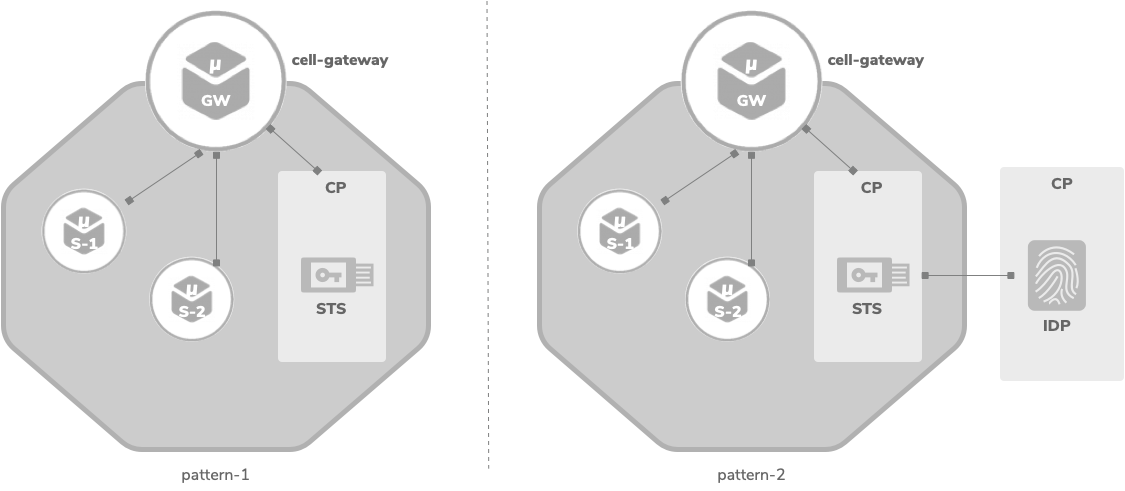 μ
GW
cell-gateway
CP
μ
S-1
μ
S-2
STS
pattern-1
μ
GW
cell-gateway
CP
μ
S-1
μ
S-2
STS
CP
IDP
pattern-2